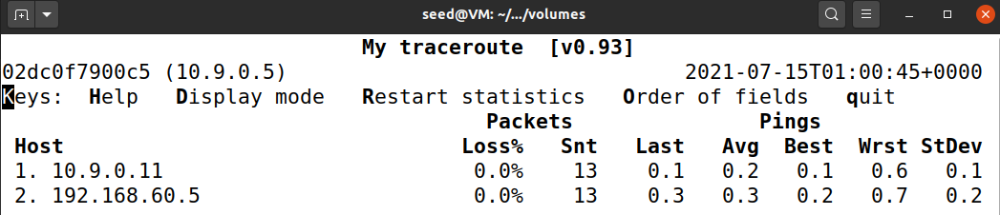 seed@VM: ~/.../volumes
My traceroute [v0.93]
02dc0f7900c5 (10.9.0.5) 2021-07-15T01:00:45+0000
Keys: Help Display mode Restart statistics Order of fields quit
Packets Pings
Host Loss% Snt Last Avg Best Wrst StDev
1. 10.9.0.11 0.0% 13 0.1 0.2 0.1 0.6 0.1
2. 192.168.60.5 0.0% 13 0.3 0.3 0.2 0.7 0.2